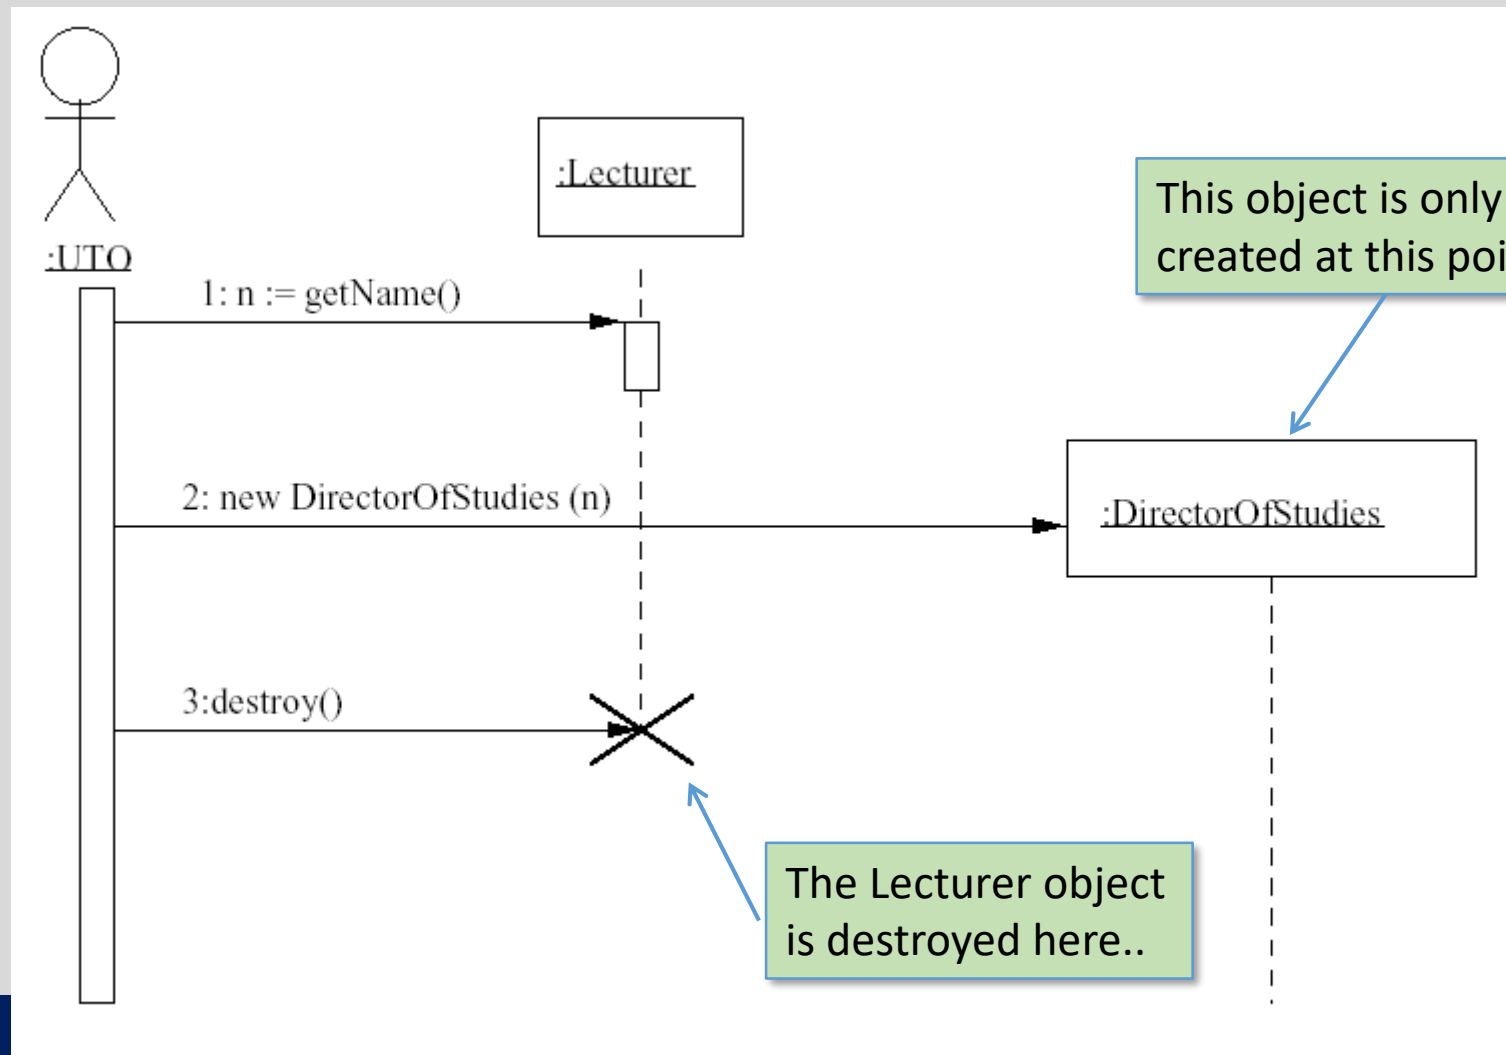 :Lecturer
This object is only
created at this poi
:UTO
1: n := getName()
2: new DirectorOfStudies (n)
:DirectorOfStudies
3:destroy()
The Lecturer object
is destroyed here..